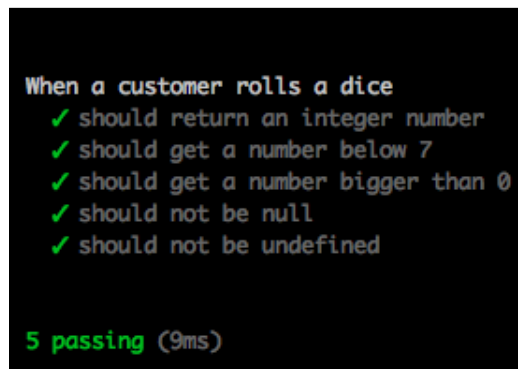 When a customer rolls a dice
✓ should return an integer number
✓ should get a number below 7
✓ should get a number bigger than 0
✓ should not be null
✓ should not be undefined
5 passing (9ms)